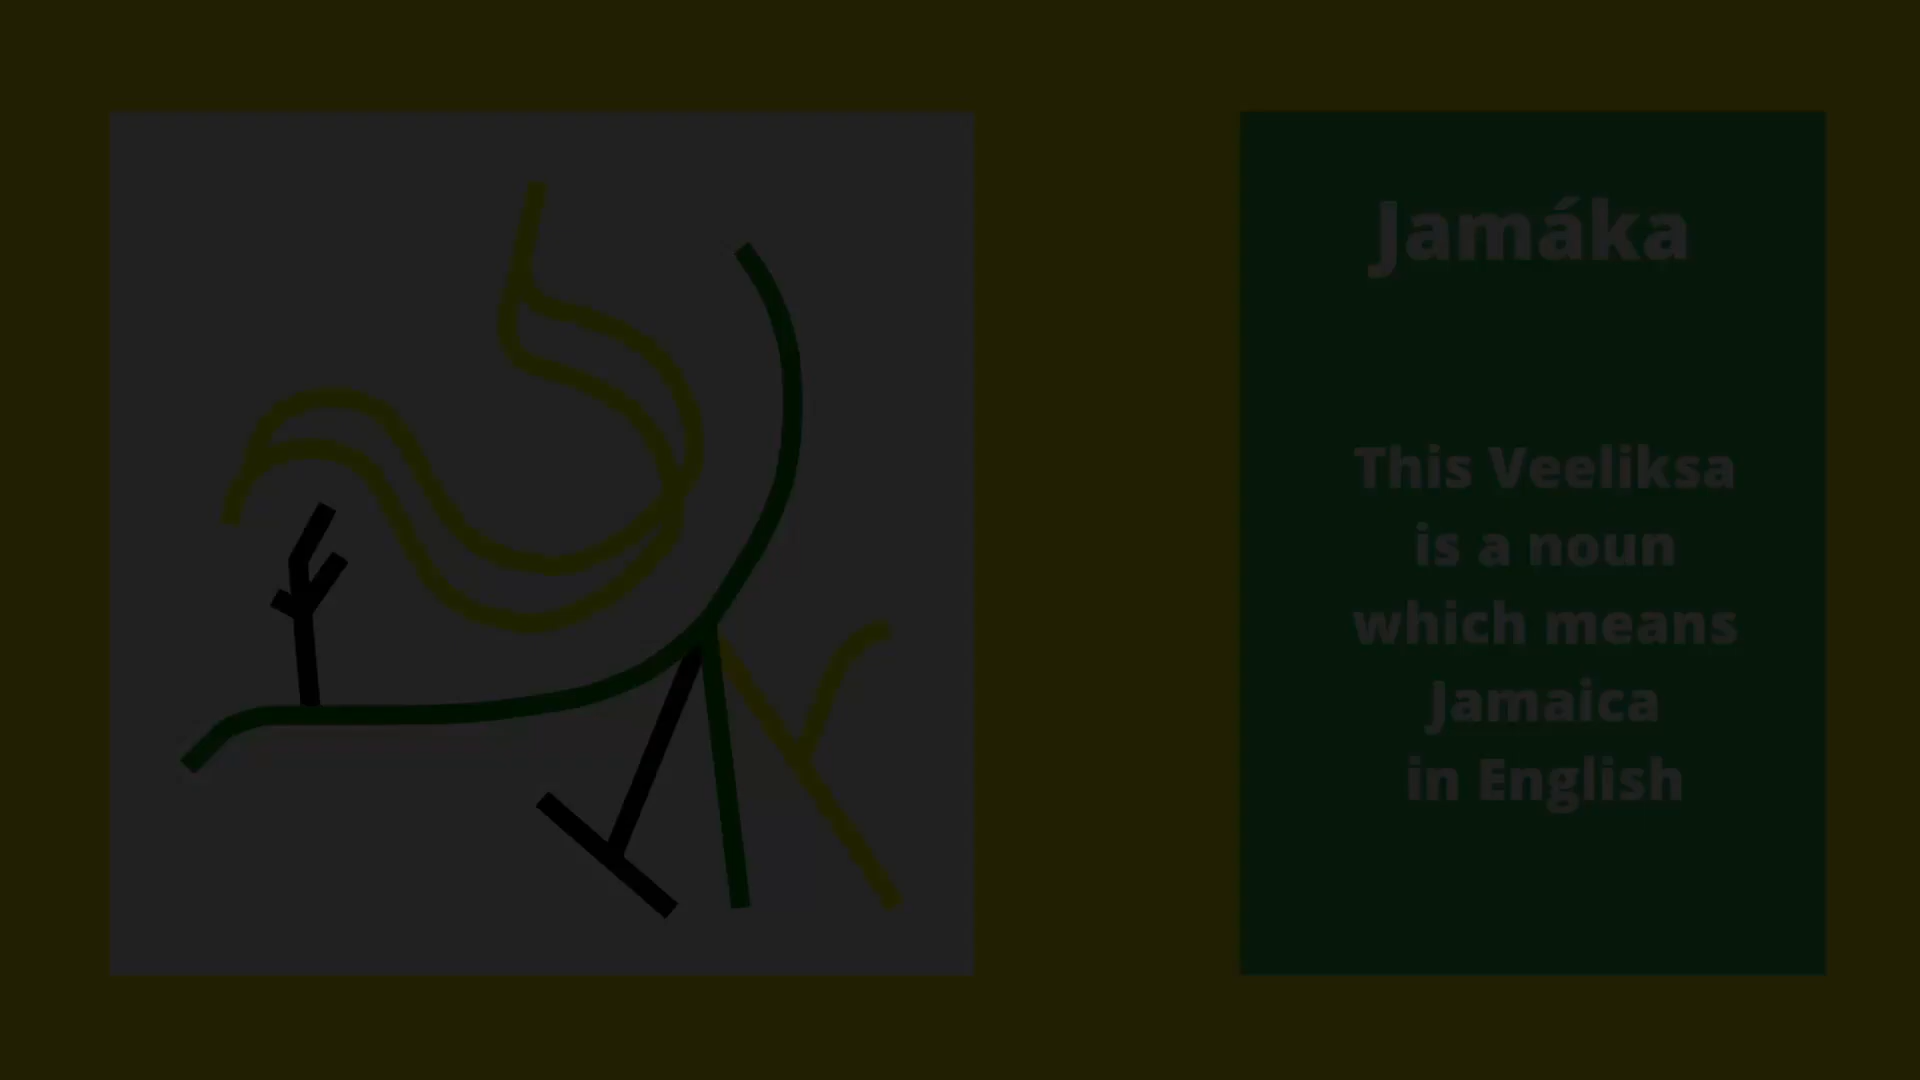 Jamáka
This Veeliksa
is a noun
which means
Jamaica
in English